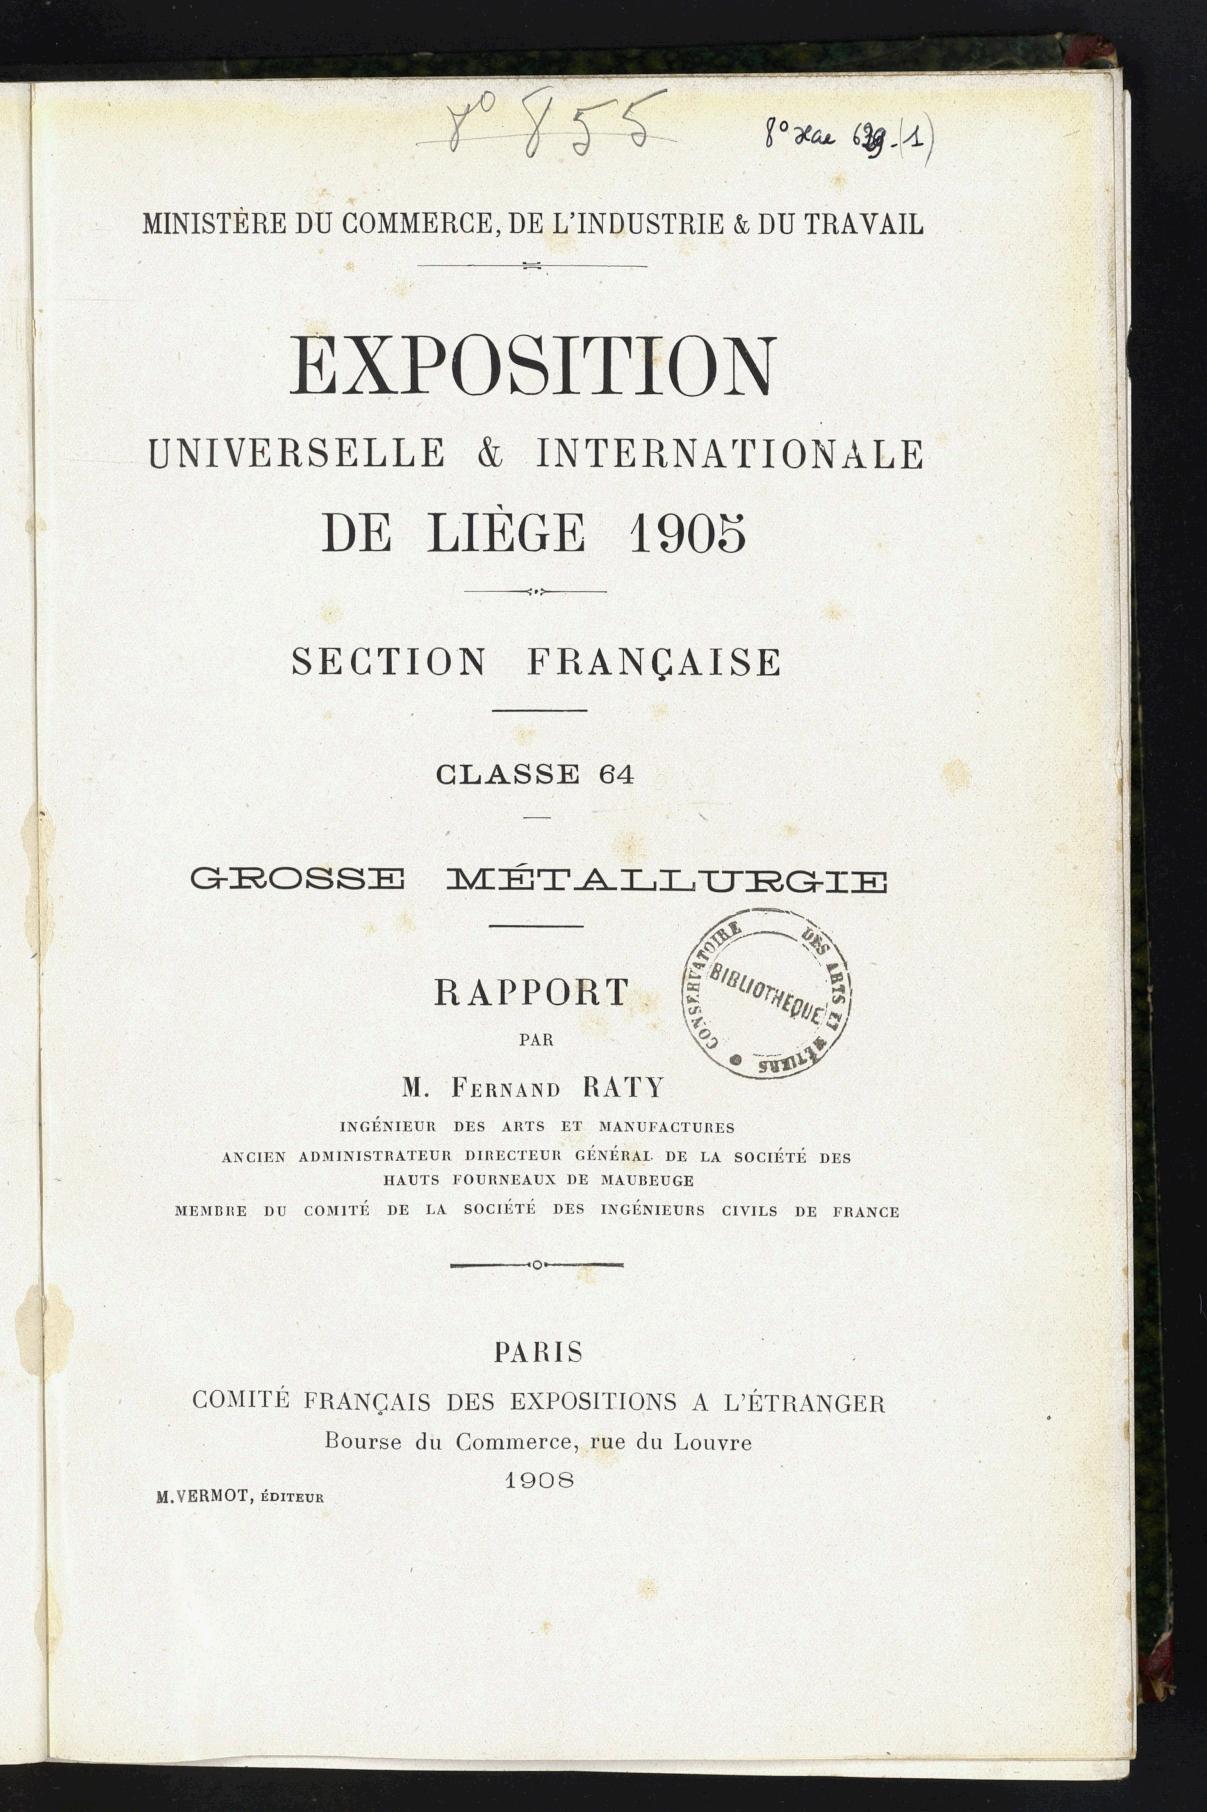 8° 855
8° Xae 639-(1)
MINISTÈRE DU COMMERCE, DE L'INDUSTRIE & DU TRAVAIL
EXPOSITION
UNIVERSELLE & INTERNATIONALE
DE LIÈGE 1905
SECTION FRANÇAISE
CLASSE 64
GROSSE MÉTALLURGIE
CONSERVATOIRE DES ARTS ET MÉTIERS
BIBLIOTHEQUE
RAPPORT
PAR
M. FERNAND RATY
INGÉNIEUR DES ARTS ET MANUFACTURES
ANCIEN ADMINISTRATEUR DIRECTEUR GÉNÉRAL DE LA SOCIÉTÉ DES
HAUTS FOURNEAUX DE MAUBEUGE
MEMBRE DU COMITÉ DE LA SOCIÉTÉ DES INGÉNIEURS CIVILS DE FRANCE
PARIS
COMITÉ FRANÇAIS DES EXPOSITIONS A L'ÉTRANGER
Bourse du Commerce, rue du Louvre
1908
M. VERMOT, ÉDITEUR